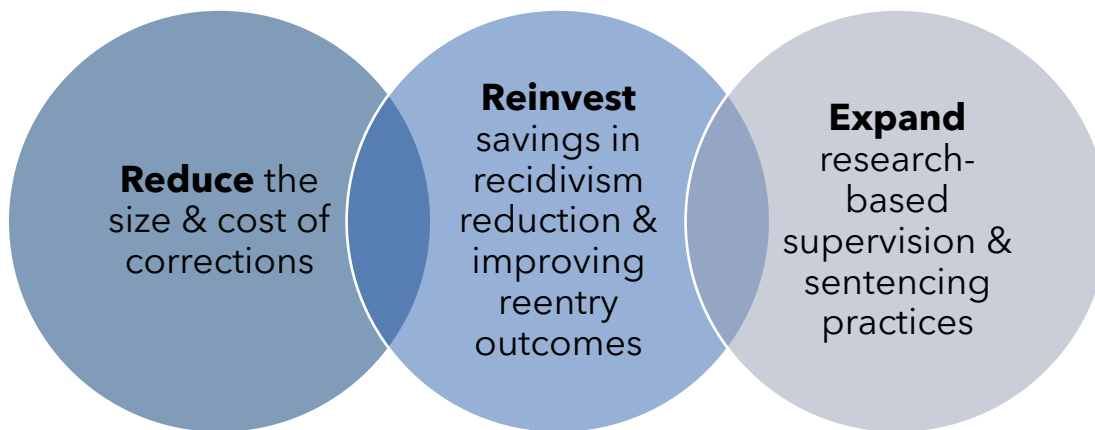 Reduce the
size & cost of
corrections
Reinvest
savings in
recidivism
reduction &
improving
reentry
outcomes
Expand
research-
based
supervision &
sentencing
practices